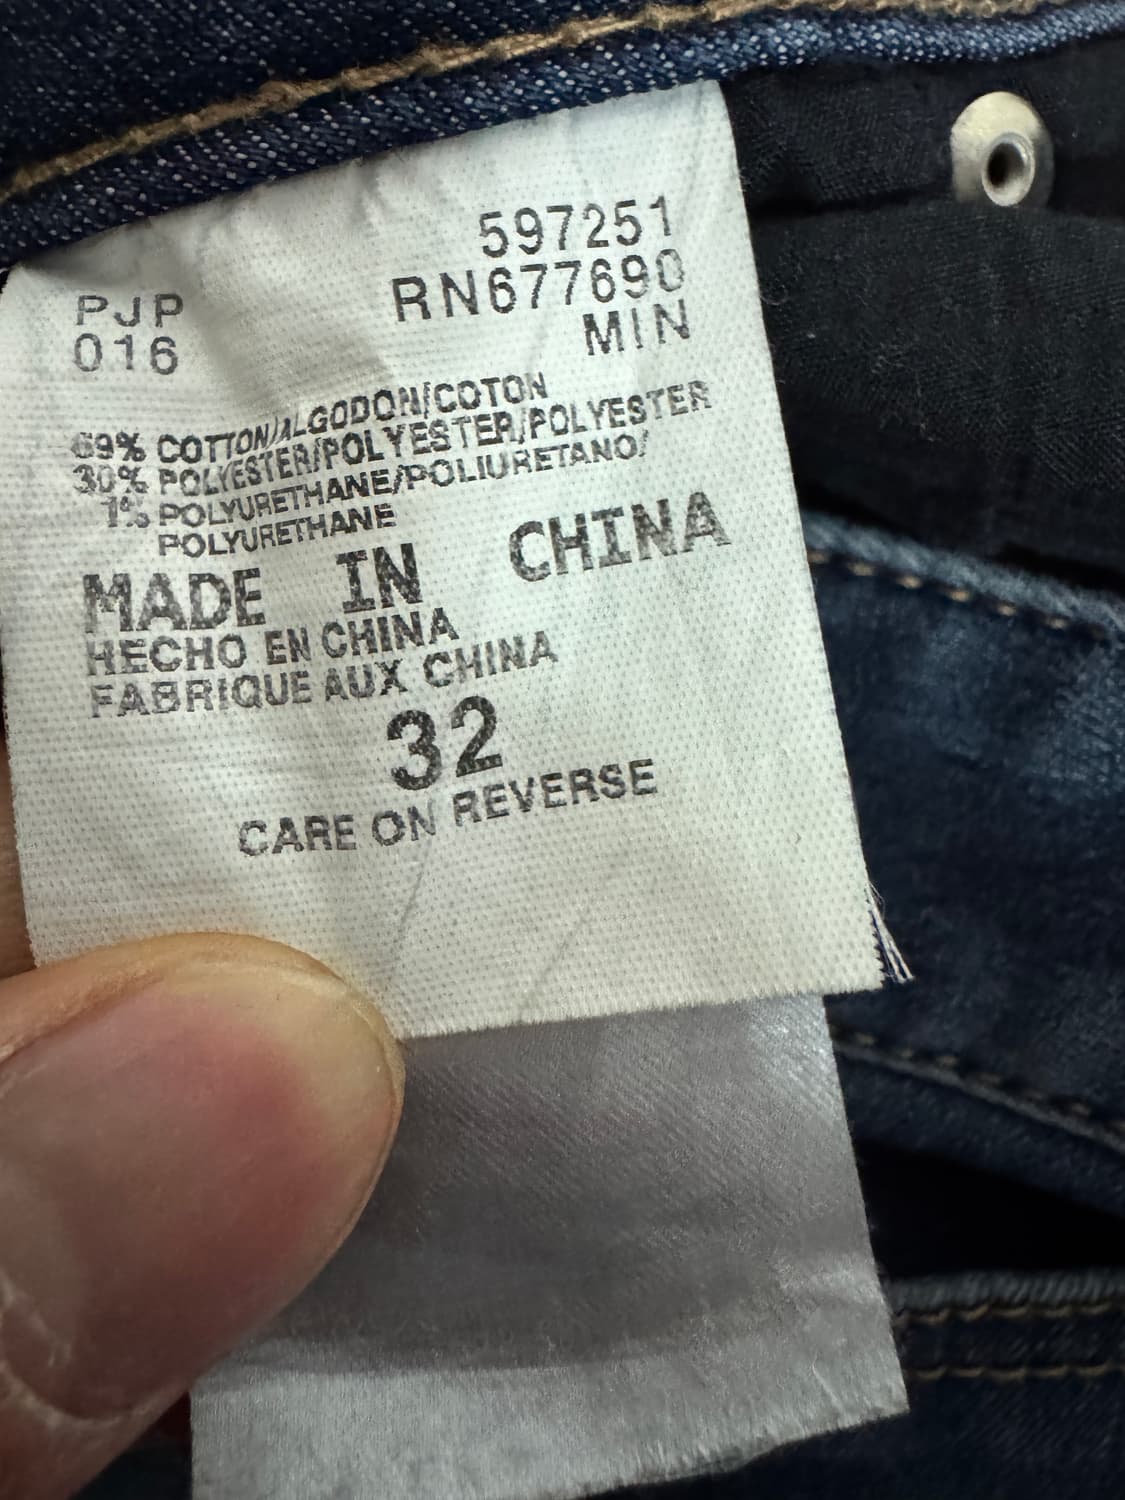 597251
RN677690
MIN
PJP
016
69% COTTON/ALGODON/COTON
30% POLYESTER/POLYESTER/POLYESTER
1% POLYURETHANE/POLIURETANO/
POLYURETHANE
MADE IN CHINA
HECHO EN CHINA
FABRIQUE AUX CHINA
32
CARE ON REVERSE